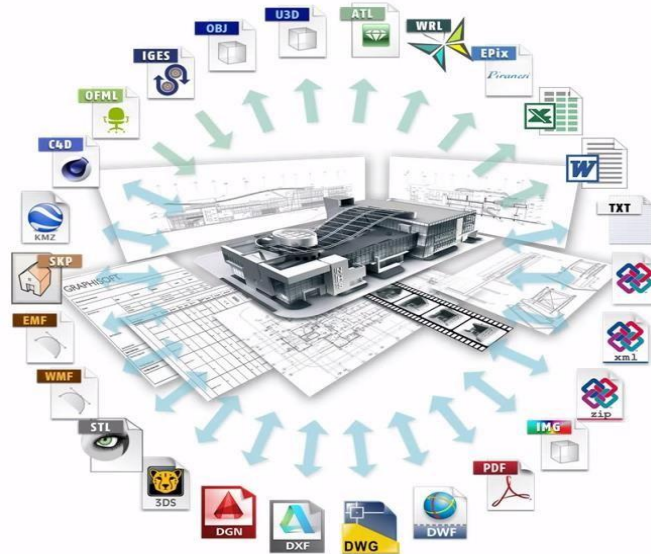 U3D
ATL
OBJ
WRL
IGES
EPix
Piranesi
OFML
X
C4D
W
TXT
KMZ
SKP
GRAPHISOFT
EMF
xml
WMF
zip
STL
IMG
3DS
PDF
DGN
DXF
DWG
DWF